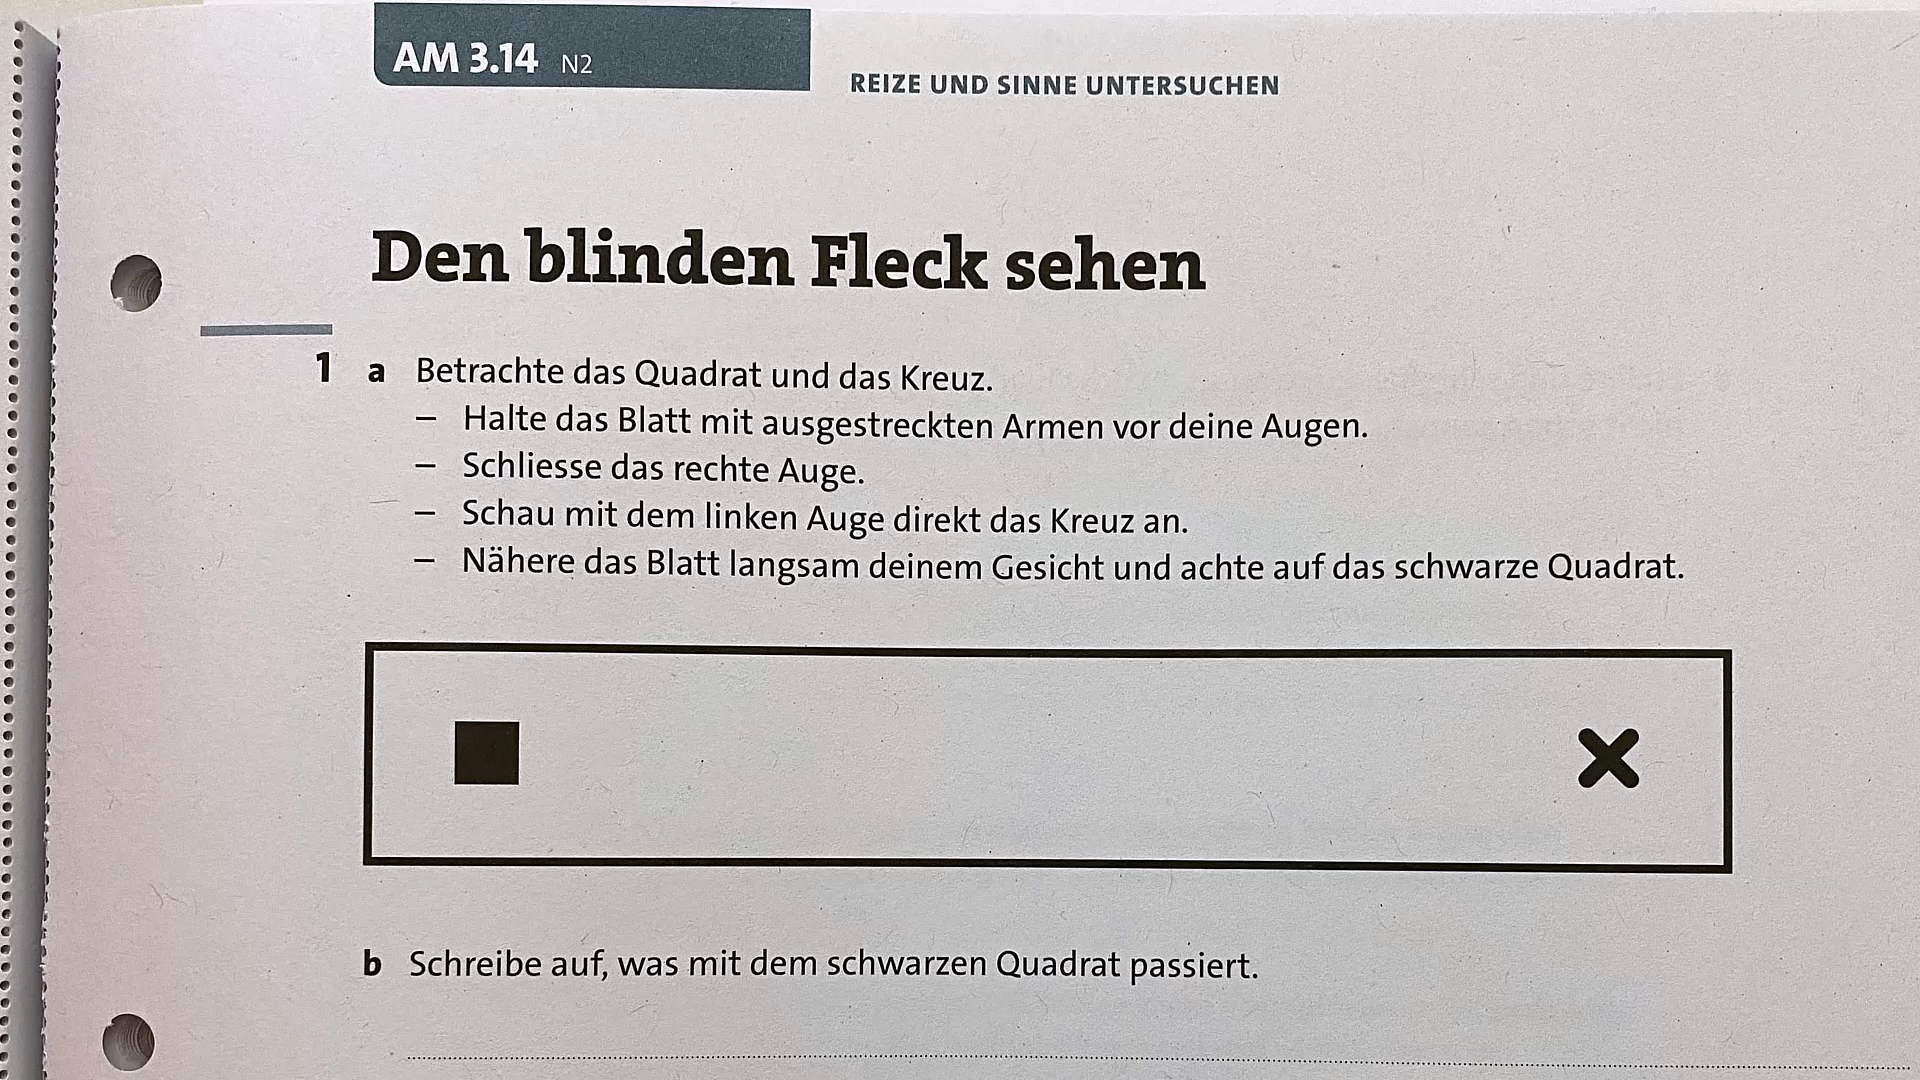 AM 3.14 N2
REIZE UND SINNE UNTERSUCHEN
Den blinden Fleck sehen
1 a Betrachte das Quadrat und das Kreuz.
– Halte das Blatt mit ausgestreckten Armen vor deine Augen.
– Schliesse das rechte Auge.
– Schau mit dem linken Auge direkt das Kreuz an.
– Nähere das Blatt langsam deinem Gesicht und achte auf das schwarze Quadrat.
b Schreibe auf, was mit dem schwarzen Quadrat passiert.